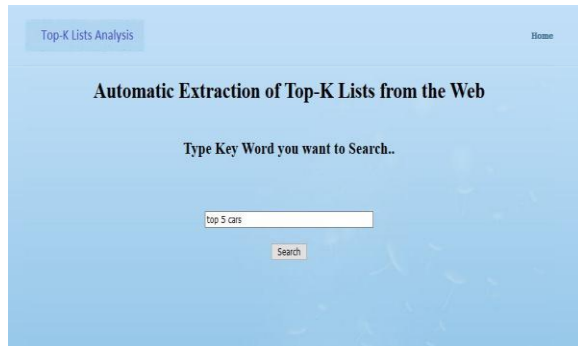 Top-K Lists Analysis
Home
Automatic Extraction of Top-K Lists from the Web
Type Key Word you want to Search..
top 5 cars
Search